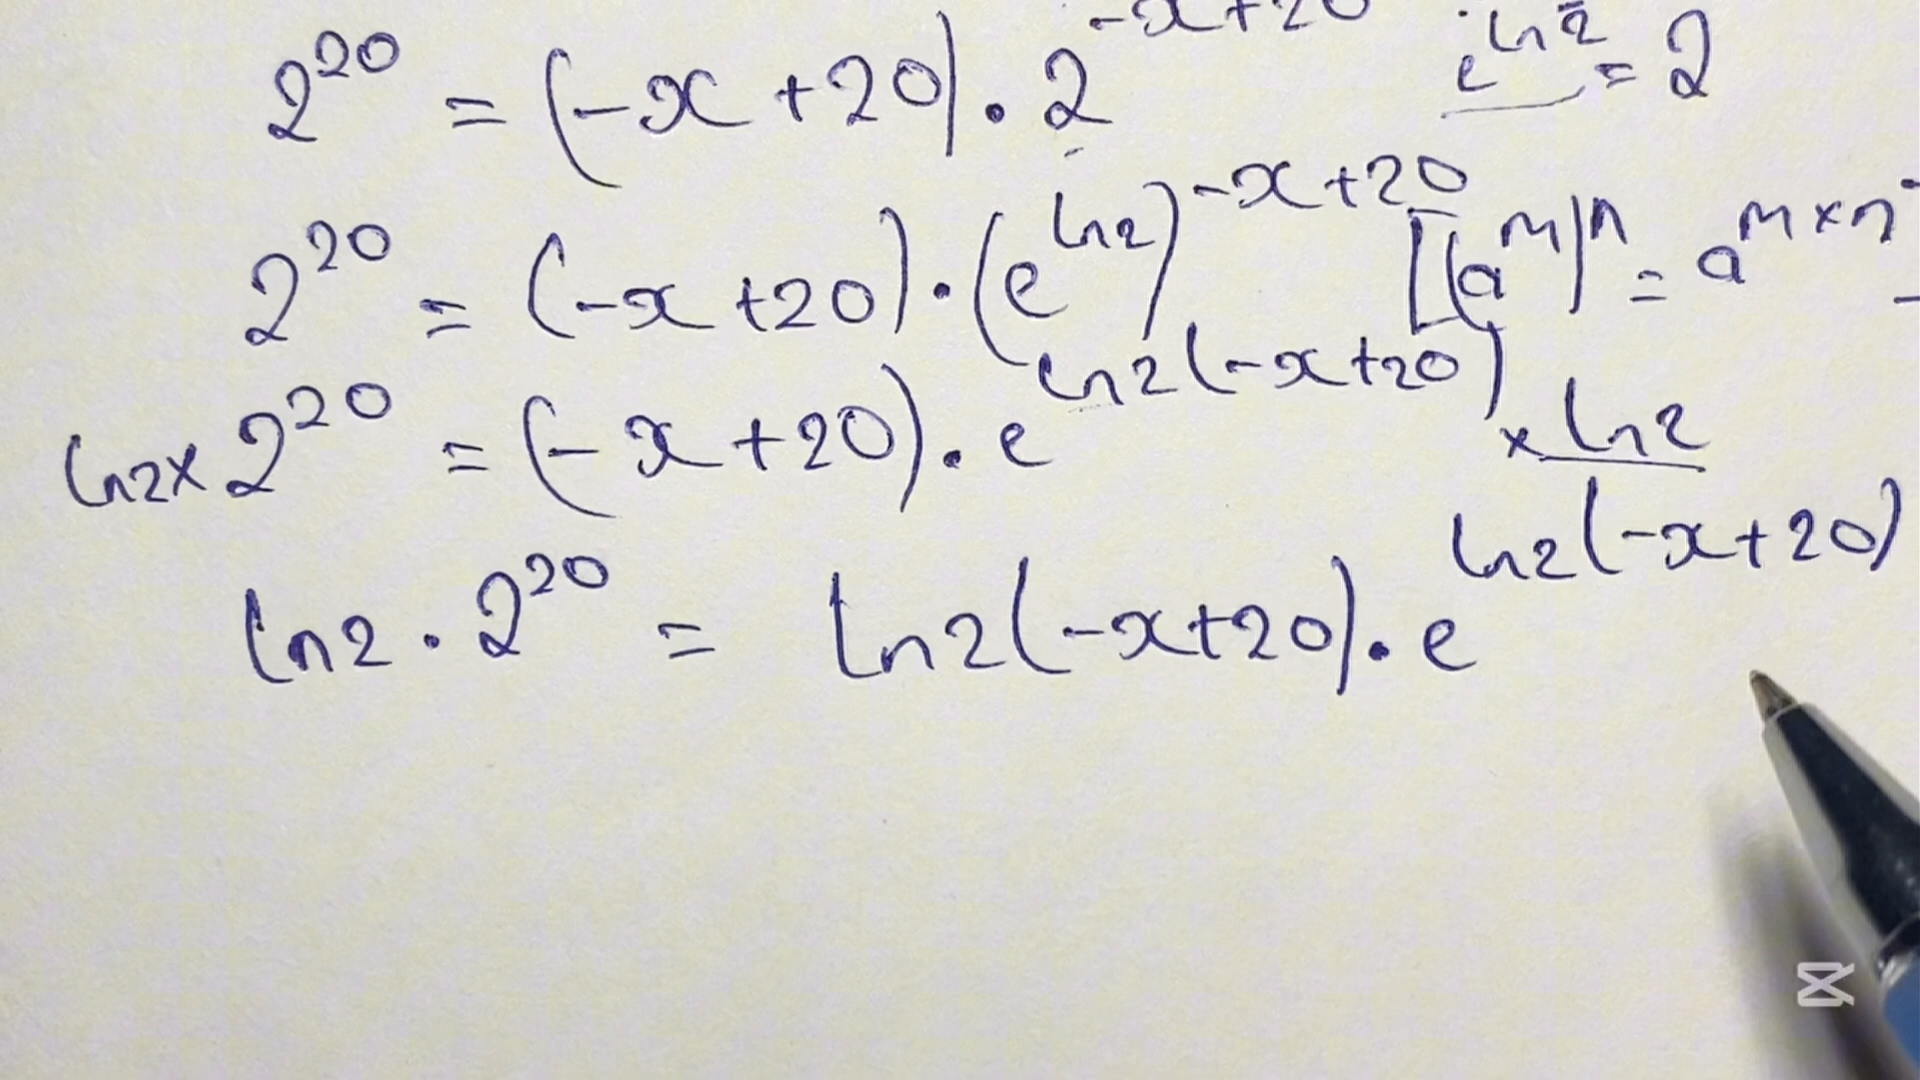 2^20 = (-x+20) · 2^-x+20 e^ln2 = 2
2^20 = (-x+20) · (e^ln2)^-x+20 [(a^m)^n = a^m×n
ln2× 2^20 = (-x+20) · e^ln2(-x+20) × ln2
ln2 · 2^20 = ln2(-x+20) · e^ln2(-x+20)